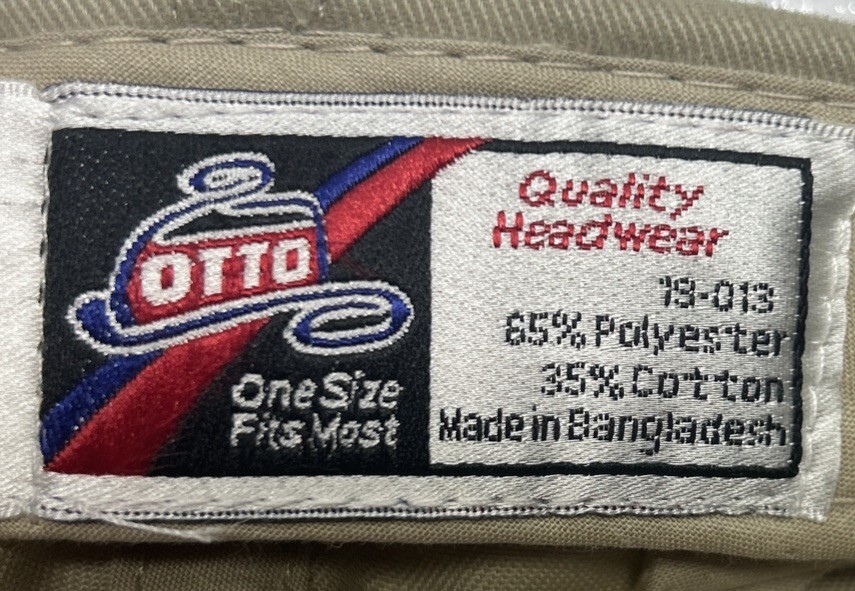 OTTO
One Size
Fits Most
Quality
Headwear
19-013
65% Polyester
35% Cotton
Made in Bangladesh